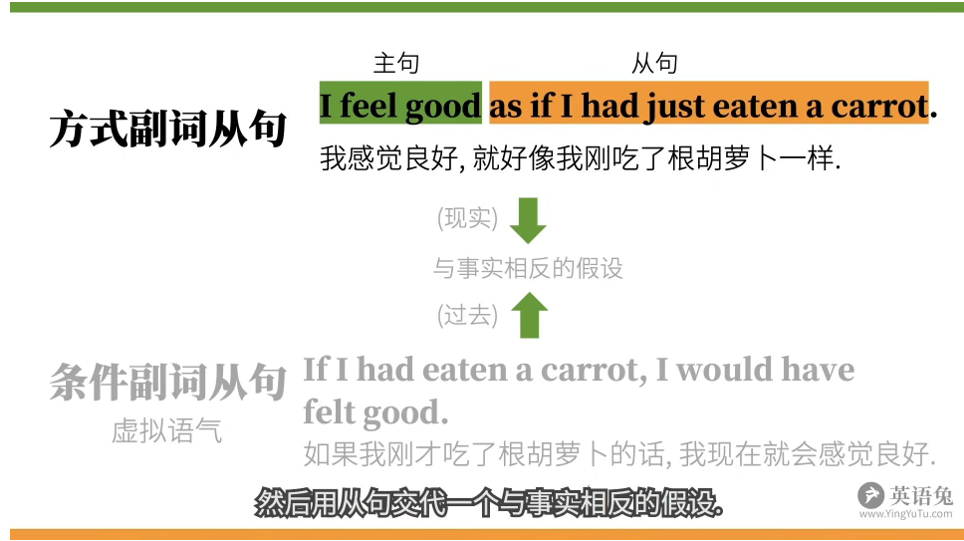 主句 从句
方式副词从句 I feel good as if I had just eaten a carrot.
我感觉良好, 就好像我刚吃了根胡萝卜一样.
(现实)
与事实相反的假设
(过去)
条件副词从句 If I had eaten a carrot, I would have
felt good.
虚拟语气
如果我刚才吃了根胡萝卜的话, 我现在就会感觉良好.
然后用从句交代一个与事实相反的假设.
英语兔
www.YingYuTu.com